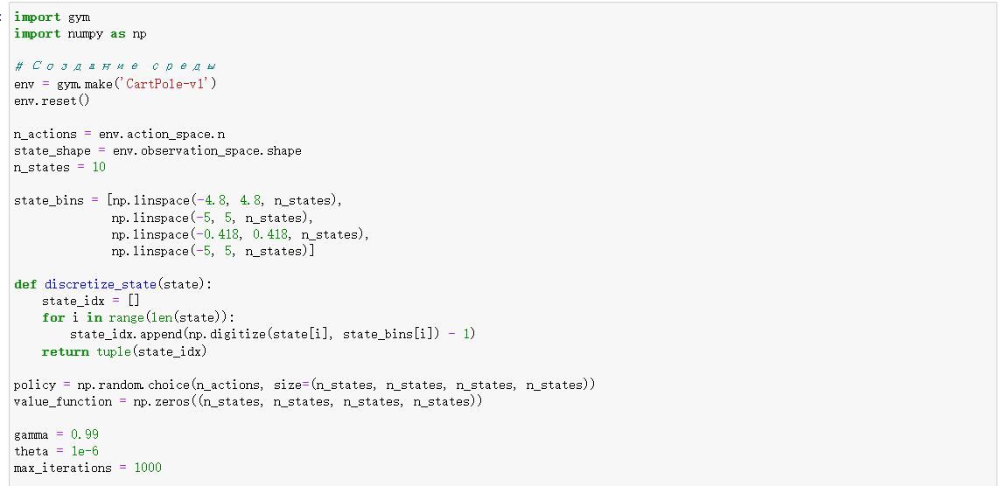 import gym
import numpy as np
# Создание среды
env = gym.make('CartPole-v1')
env.reset()
n_actions = env.action_space.n
state_shape = env.observation_space.shape
n_states = 10
state_bins = [np.linspace(-4.8, 4.8, n_states),
np.linspace(-5, 5, n_states),
np.linspace(-0.418, 0.418, n_states),
np.linspace(-5, 5, n_states)]
def discretize_state(state):
state_idx = []
for i in range(len(state)):
state_idx.append(np.digitize(state[i], state_bins[i]) - 1)
return tuple(state_idx)
policy = np.random.choice(n_actions, size=(n_states, n_states, n_states, n_states))
value_function = np.zeros((n_states, n_states, n_states, n_states))
gamma = 0.99
theta = 1e-6
max_iterations = 1000